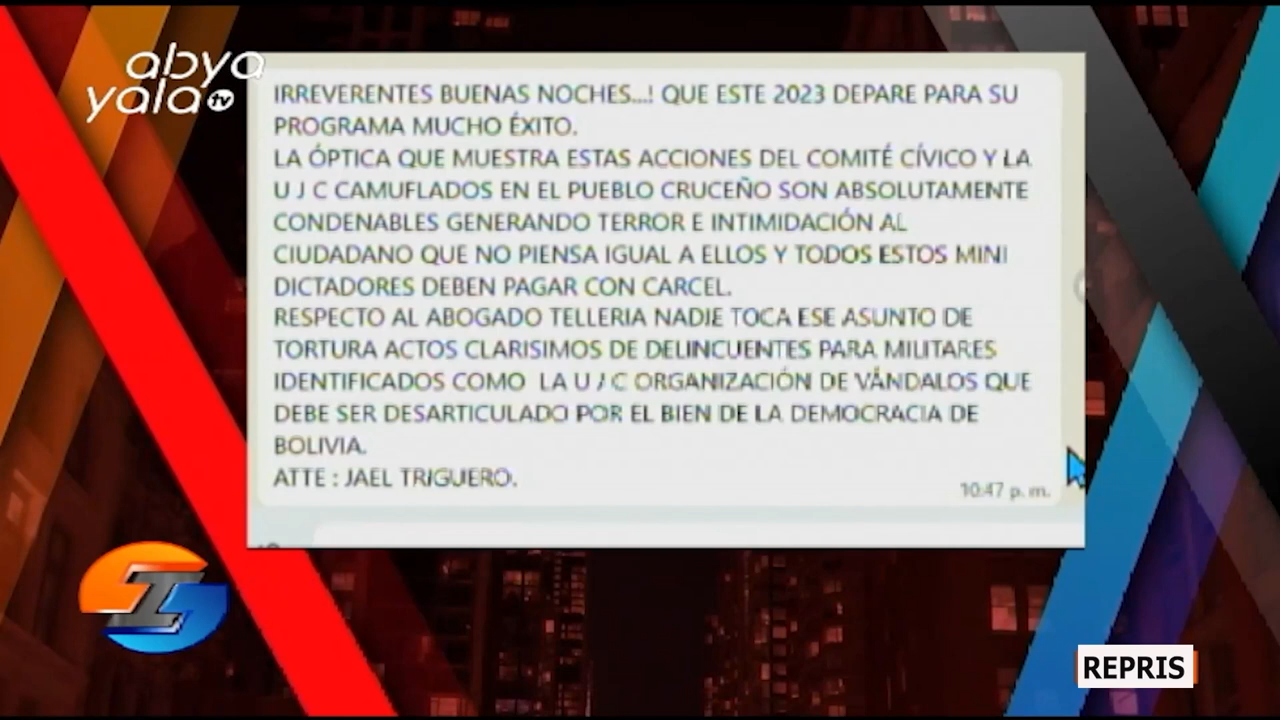 abya
yala tv
IRREVERENTES BUENAS NOCHES...! QUE ESTE 2023 DEPARE PARA SU
PROGRAMA MUCHO ÉXITO.
LA ÓPTICA QUE MUESTRA ESTAS ACCIONES DEL COMITÉ CÍVICO Y LA
U J C CAMUFLADOS EN EL PUEBLO CRUCEÑO SON ABSOLUTAMENTE
CONDENABLES GENERANDO TERROR E INTIMIDACIÓN AL
CIUDADANO QUE NO PIENSA IGUAL A ELLOS Y TODOS ESTOS MINI
DICTADORES DEBEN PAGAR CON CARCEL.
RESPECTO AL ABOGADO TELLERIA NADIE TOCA ESE ASUNTO DE
TORTURA ACTOS CLARISIMOS DE DELINCUENTES PARA MILITARES
IDENTIFICADOS COMO LA U J C ORGANIZACIÓN DE VÁNDALOS QUE
DEBE SER DESARTICULADO POR EL BIEN DE LA DEMOCRACIA DE
BOLIVIA.
ATTE : JAEL TRIGUERO.
10:47 p. m.
REPRIS